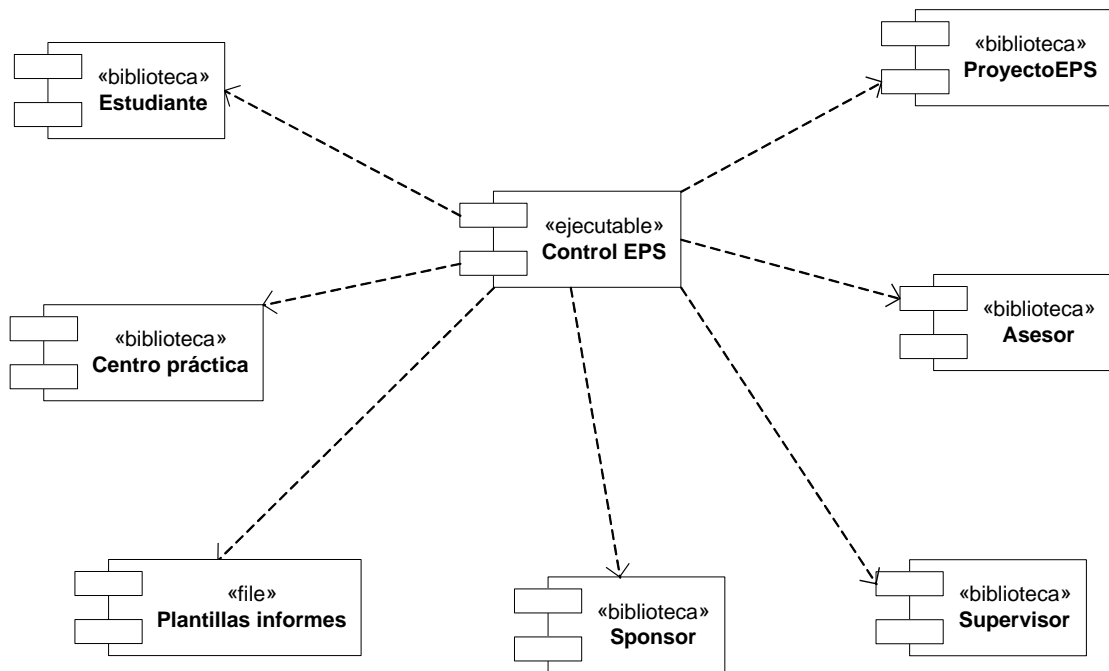 «biblioteca»
Estudiante
«biblioteca»
ProyectoEPS
«ejecutable»
Control EPS
«biblioteca»
Centro práctica
«biblioteca»
Asesor
«file»
Plantillas informes
«biblioteca»
Sponsor
«biblioteca»
Supervisor